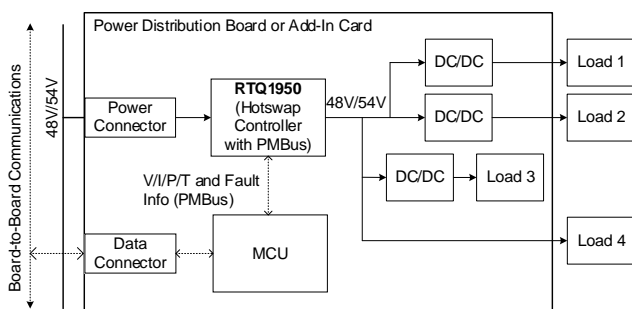 Power Distribution Board or Add-In Card
Board-to-Board Communications
48V/54V
Power
Connector
RTQ1950
(Hotswap
Controller
with PMBus)
48V/54V
DC/DC
Load 1
DC/DC
Load 2
DC/DC
Load 3
Load 4
V/I/P/T and Fault
Info (PMBus)
Data
Connector
MCU